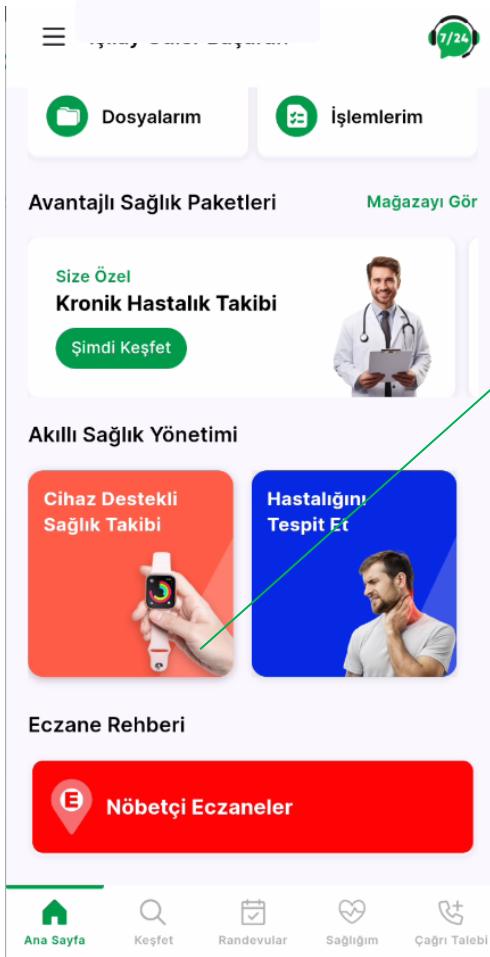 7/24
Dosyalarım
İşlemlerim
Avantajlı Sağlık Paketleri
Mağazayı Gör
Size Özel
Kronik Hastalık Takibi
Şimdi Keşfet
Akıllı Sağlık Yönetimi
Cihaz Destekli
Sağlık Takibi
Hastalığını
Tespit Et
Eczane Rehberi
E
Nöbetçi Eczaneler
Ana Sayfa
Keşfet
Randevular
Sağlığım
Çağrı Talebi